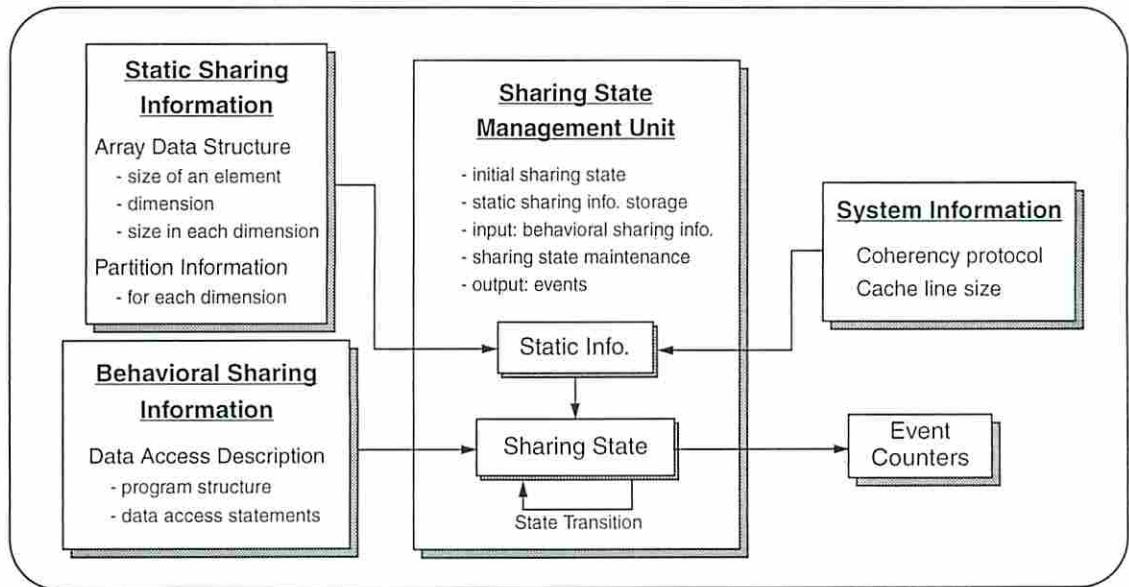 Static Sharing
Information
Array Data Structure
- size of an element
- dimension
- size in each dimension
Partition Information
- for each dimension
Behavioral Sharing
Information
Data Access Description
- program structure
- data access statements
Sharing State
Management Unit
- initial sharing state
- static sharing info. storage
- input: behavioral sharing info.
- sharing state maintenance
- output: events
Static Info.
Sharing State
State Transition
System Information
Coherency protocol
Cache line size
Event
Counters